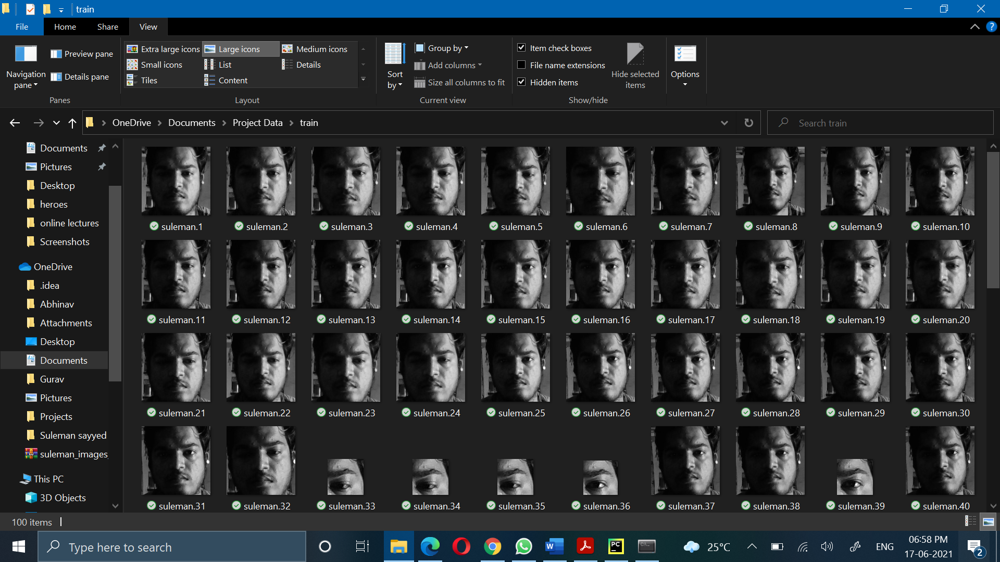 train
File Home Share View
Navigation pane
Preview pane
Details pane
Panes
Extra large icons Large icons Medium icons
Small icons List Details
Tiles Content
Layout
Sort by
Group by
Add columns
Size all columns to fit
Current view
Item check boxes
File name extensions
Hidden items
Hide selected items
Show/hide
Options
OneDrive Documents Project Data train
Search train
Documents
Pictures
Desktop
heroes
online lectures
Screenshots
OneDrive
.idea
Abhinav
Attachments
Desktop
Documents
Gurav
Pictures
Projects
Suleman sayyed
suleman_images
This PC
3D Objects
suleman.1 suleman.2 suleman.3 suleman.4 suleman.5 suleman.6 suleman.7 suleman.8 suleman.9 suleman.10
suleman.11 suleman.12 suleman.13 suleman.14 suleman.15 suleman.16 suleman.17 suleman.18 suleman.19 suleman.20
suleman.21 suleman.22 suleman.23 suleman.24 suleman.25 suleman.26 suleman.27 suleman.28 suleman.29 suleman.30
suleman.31 suleman.32 suleman.33 suleman.34 suleman.35 suleman.36 suleman.37 suleman.38 suleman.39 suleman.40
100 items
Type here to search
W
PC
25°C
ENG
06:58 PM
17-06-2021
2